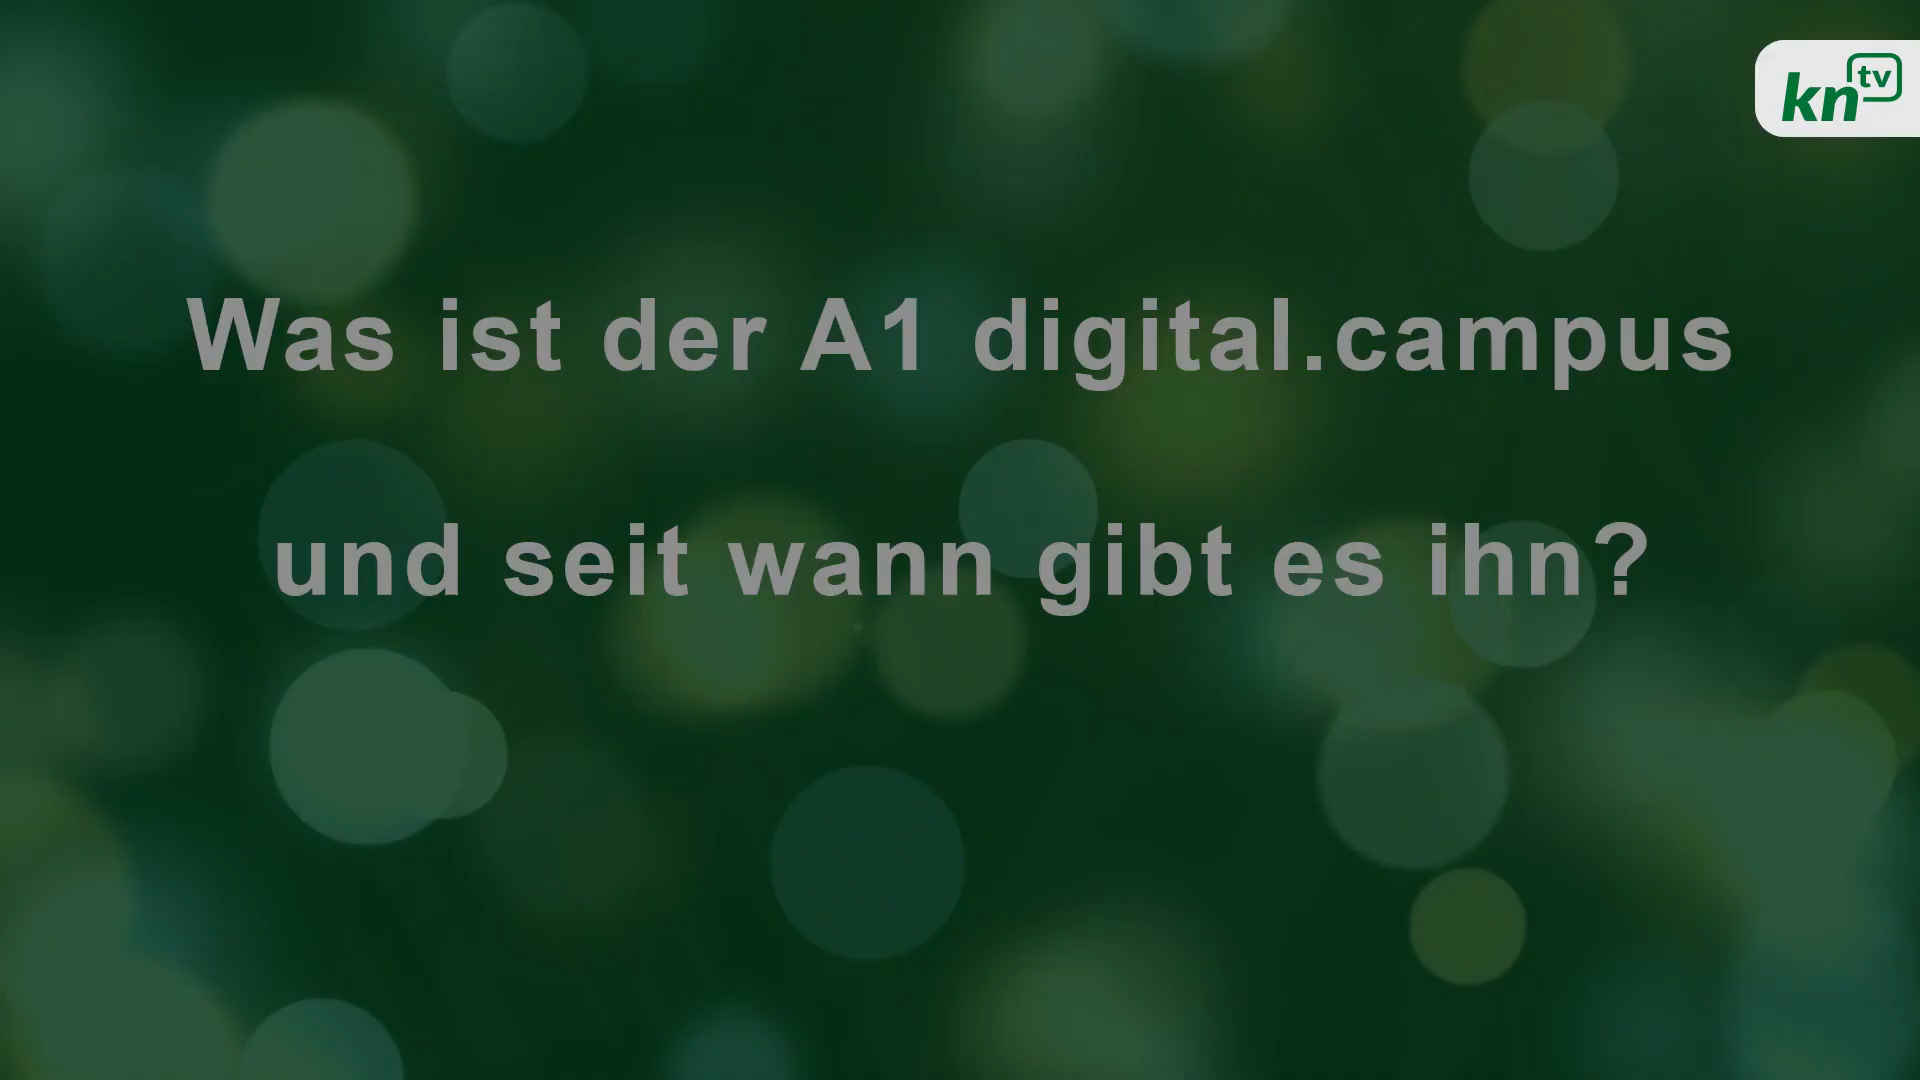 kn tv
Was ist der A1 digital.campus
und seit wann gibt es ihn?